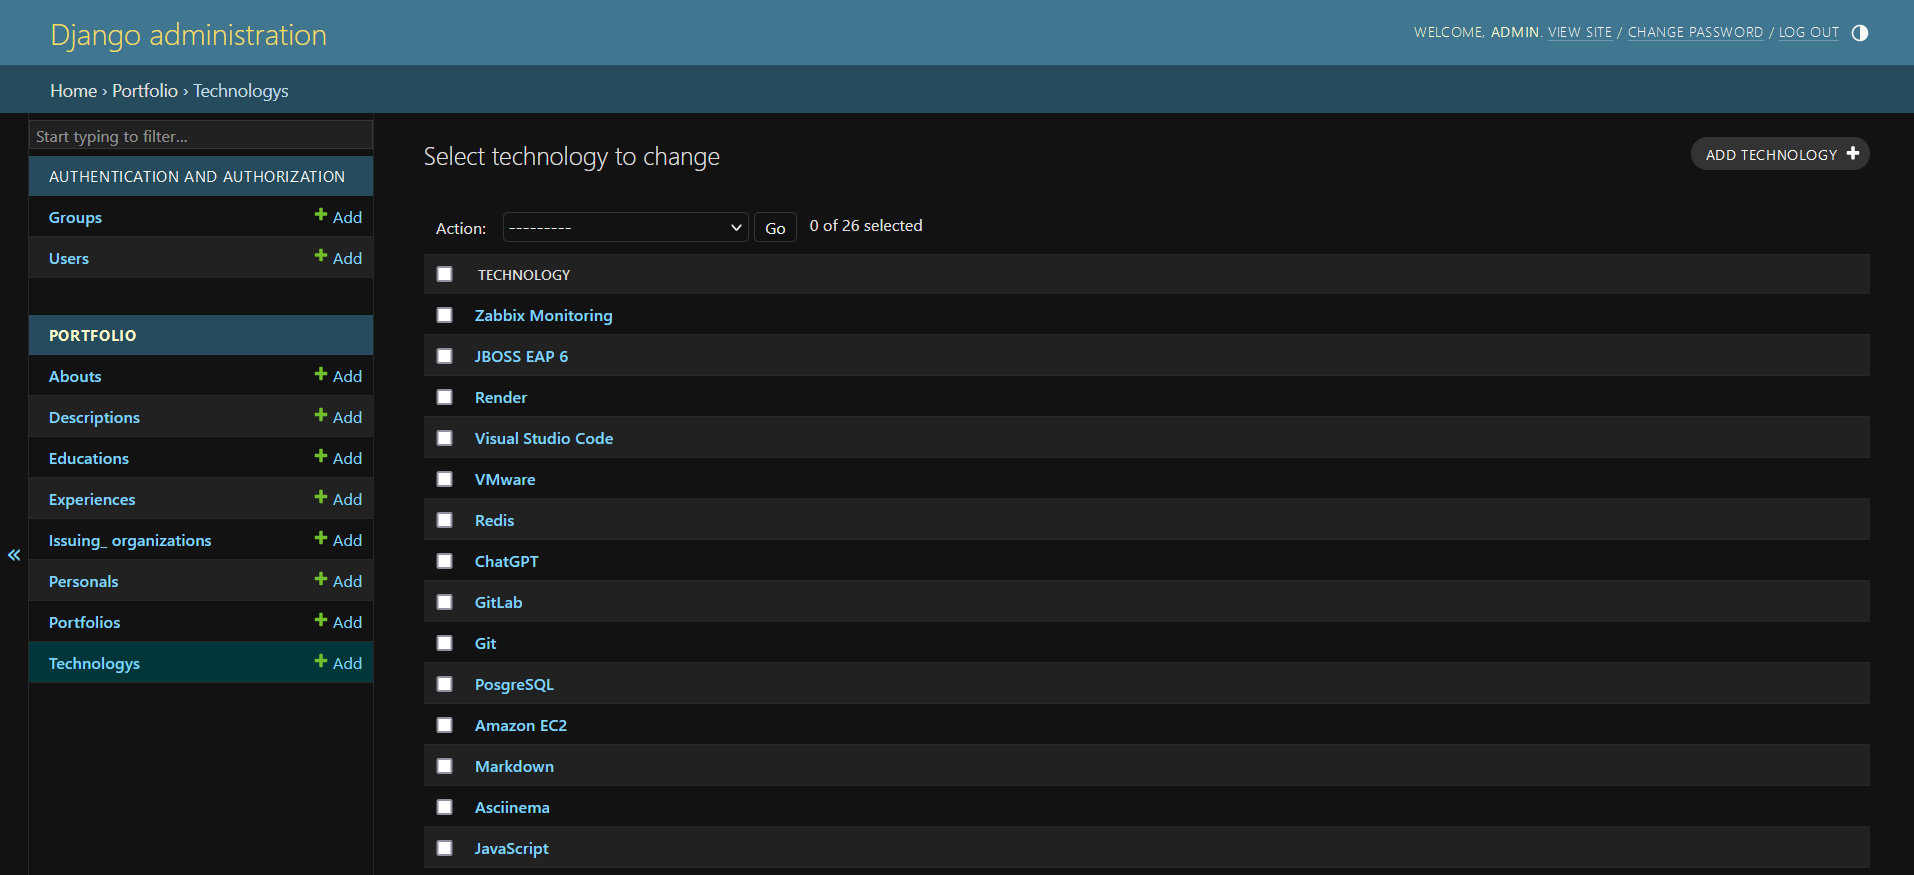 Django administration
WELCOME, ADMIN. VIEW SITE / CHANGE PASSWORD / LOG OUT
Home › Portfolio › Technologys
Start typing to filter...
AUTHENTICATION AND AUTHORIZATION
Groups Add
Users Add
PORTFOLIO
Abouts Add
Descriptions Add
Educations Add
Experiences Add
Issuing_ organizations Add
Personals Add
Portfolios Add
Technologys Add
«
Select technology to change
ADD TECHNOLOGY
Action: --------- Go 0 of 26 selected
TECHNOLOGY
Zabbix Monitoring
JBOSS EAP 6
Render
Visual Studio Code
VMware
Redis
ChatGPT
GitLab
Git
PosgreSQL
Amazon EC2
Markdown
Asciinema
JavaScript